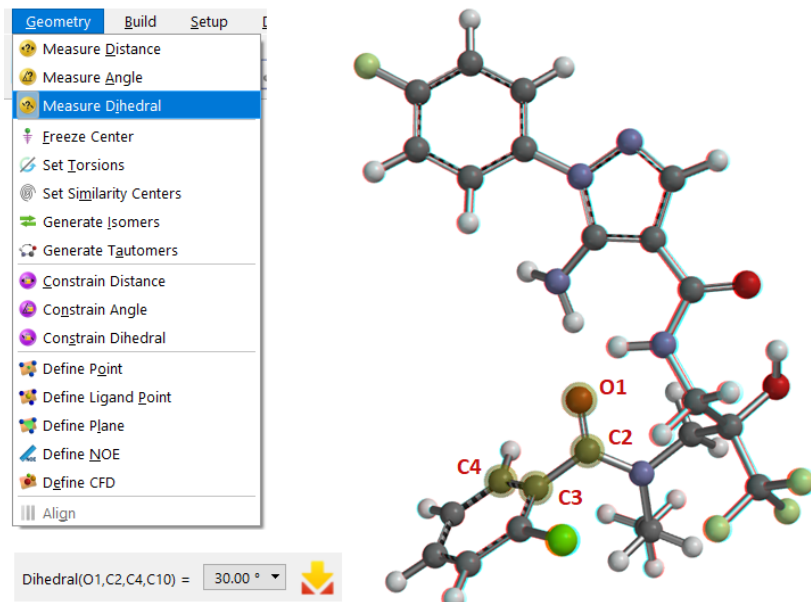 Geometry Build Setup
Measure Distance
Measure Angle
Measure Dihedral
Freeze Center
Set Torsions
Set Similarity Centers
Generate Isomers
Generate Tautomers
Constrain Distance
Constrain Angle
Constrain Dihedral
Define Point
Define Ligand Point
Define Plane
Define NOE
Define CFD
Align
O1
C2
C4
C3
Dihedral(O1,C2,C4,C10) = 30.00 °